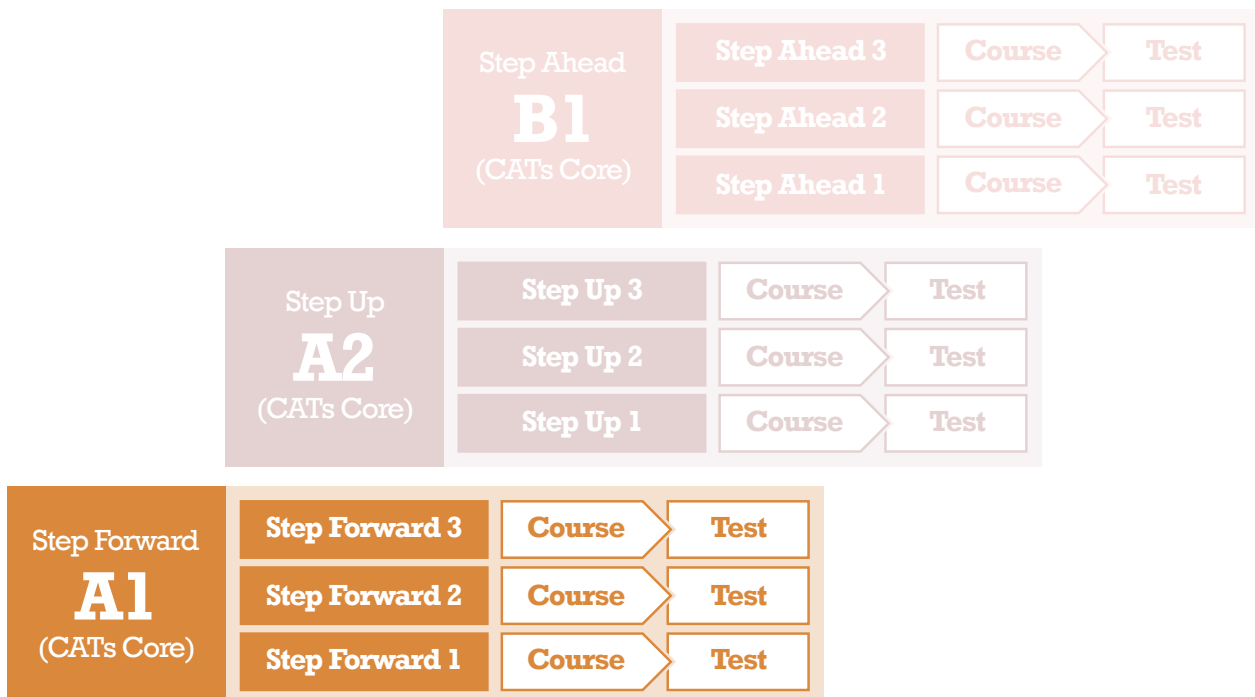 Step Ahead
B1
(CATs Core)
Step Ahead 3 Course Test
Step Ahead 2 Course Test
Step Ahead 1 Course Test
Step Up
A2
(CATs Core)
Step Up 3 Course Test
Step Up 2 Course Test
Step Up 1 Course Test
Step Forward
A1
(CATs Core)
Step Forward 3 Course Test
Step Forward 2 Course Test
Step Forward 1 Course Test